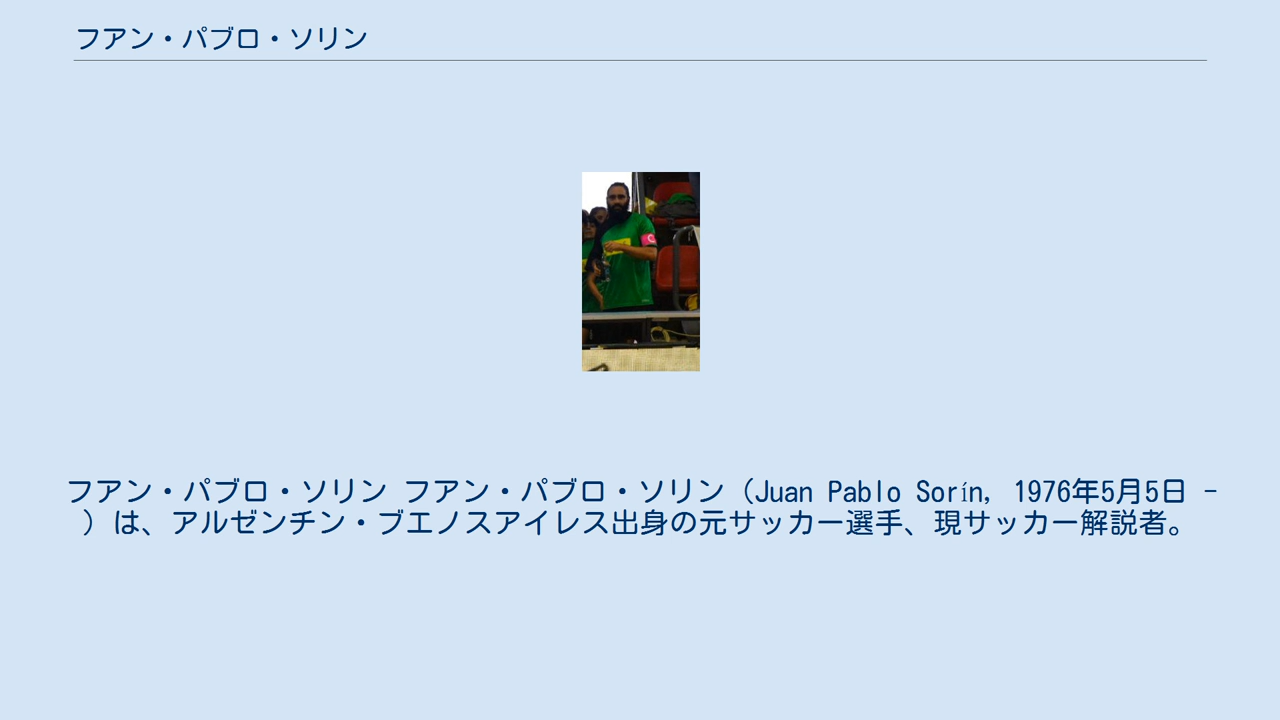 フアン・パブロ・ソリン
フアン・パブロ・ソリン フアン・パブロ・ソリン（Juan Pablo Sorín, 1976年5月5日 -
）は、アルゼンチン・ブエノスアイレス出身の元サッカー選手、現サッカー解説者。